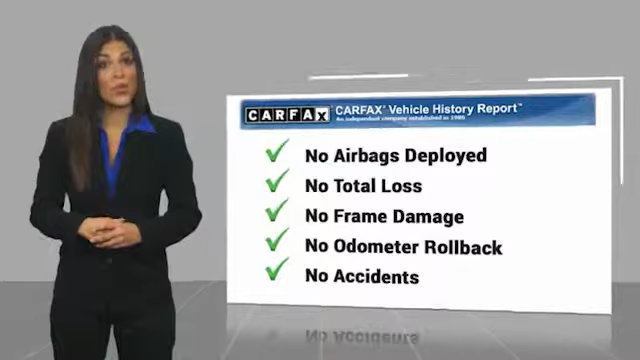 CARFAX CARFAX® Vehicle History Report™
An independent company established in 1986
No Airbags Deployed
No Total Loss
No Frame Damage
No Odometer Rollback
No Accidents